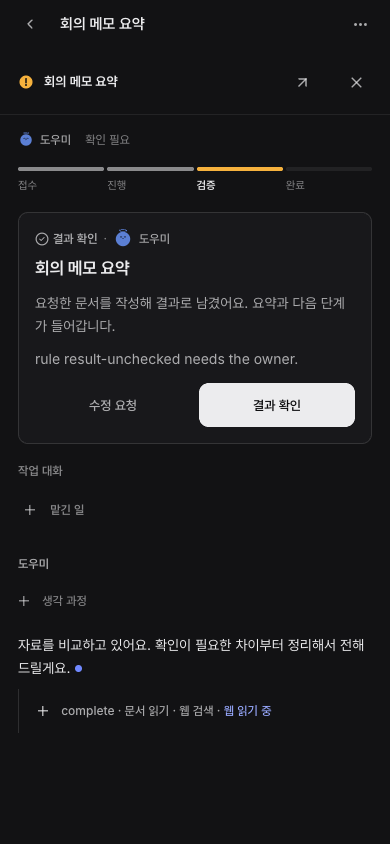 회의 메모 요약
회의 메모 요약
도우미 확인 필요
접수 진행 검증 완료
결과 확인 · 도우미
회의 메모 요약
요청한 문서를 작성해 결과로 남겼어요. 요약과 다음 단계
가 들어갑니다.
rule result-unchecked needs the owner.
수정 요청 결과 확인
작업 대화
맡긴 일
도우미
생각 과정
자료를 비교하고 있어요. 확인이 필요한 차이부터 정리해서 전해
드릴게요.
complete · 문서 읽기 · 웹 검색 · 웹 읽기 중